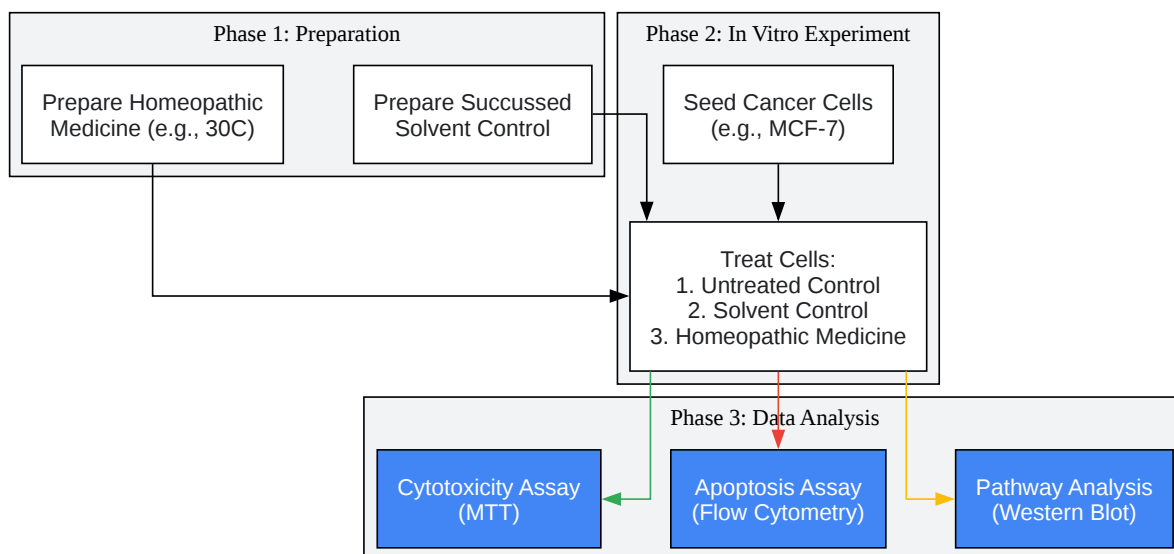 Phase 1: Preparation
Prepare Homeopathic
Medicine (e.g., 30C)
Prepare Succussed
Solvent Control
Phase 2: In Vitro Experiment
Seed Cancer Cells
(e.g., MCF-7)
Treat Cells:
1. Untreated Control
2. Solvent Control
3. Homeopathic Medicine
Phase 3: Data Analysis
Cytotoxicity Assay
(MTT)
Apoptosis Assay
(Flow Cytometry)
Pathway Analysis
(Western Blot)